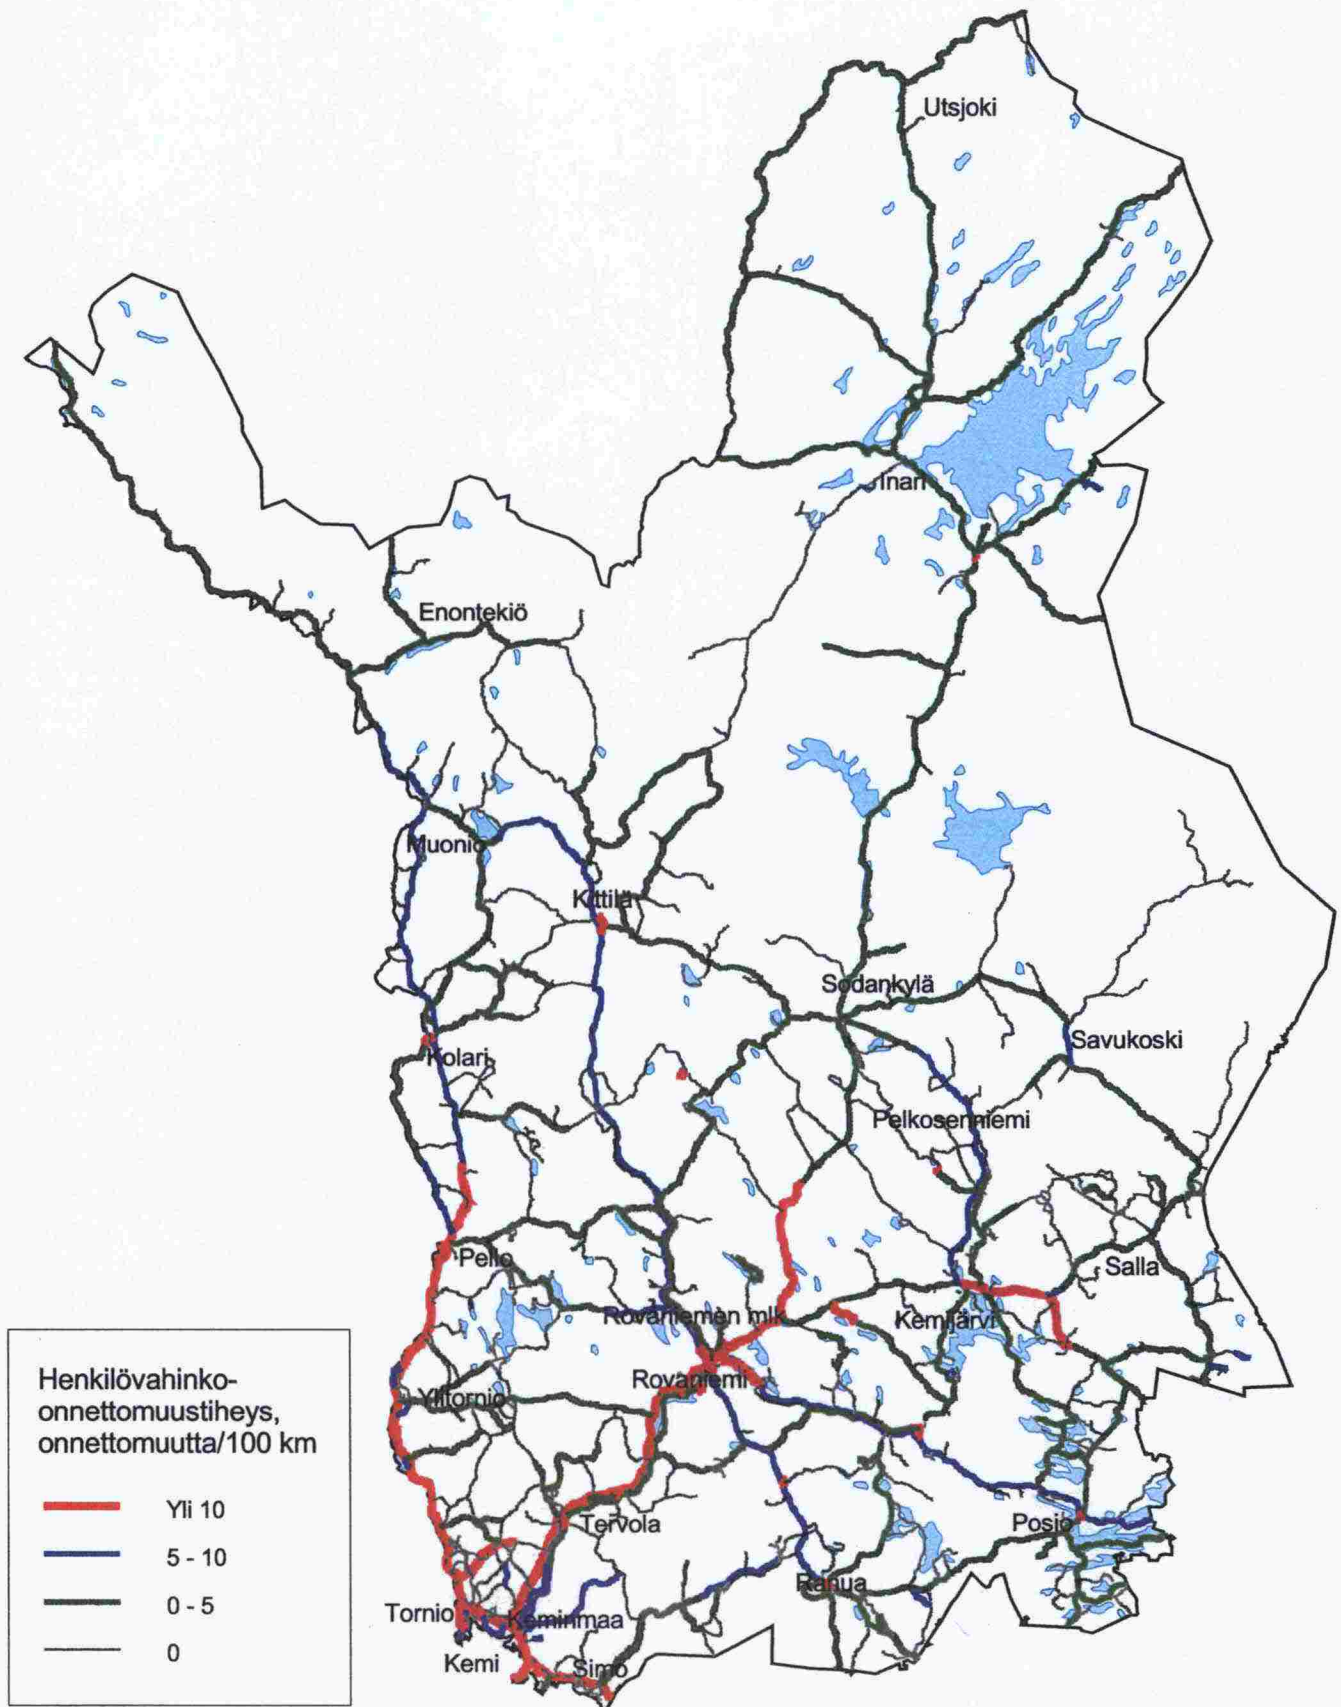 Utsjoki
Inari
Enontekiö
Muonio
Kittilä
Sodankylä
Savukoski
Kolari
Pelkosenniemi
Pello
Salla
Rovaniemen mlk
Kemijärvi
Rovaniemi
Ylitornio
Tervola
Posio
Ranua
Tornio
Keminmaa
Kemi
Simo
Henkilövahinko-
onnettomuustiheys,
onnettomuutta/100 km
Yli 10
5 - 10
0 - 5
0